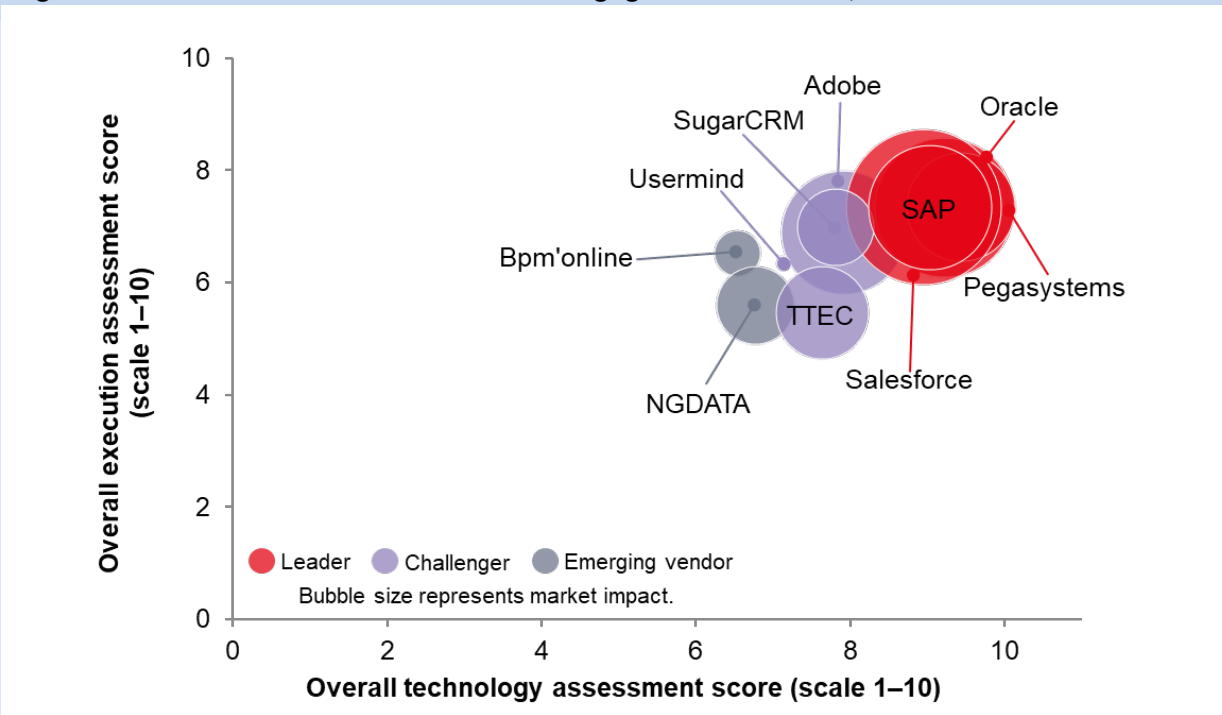 10
8
6
4
2
0
0
2
4
6
8
10
Overall execution assessment score
(scale 1–10)
Overall technology assessment score (scale 1–10)
Adobe
SugarCRM
Oracle
Usermind
SAP
Bpm'online
Pegasystems
TTEC
Salesforce
NGDATA
Leader
Challenger
Emerging vendor
Bubble size represents market impact.